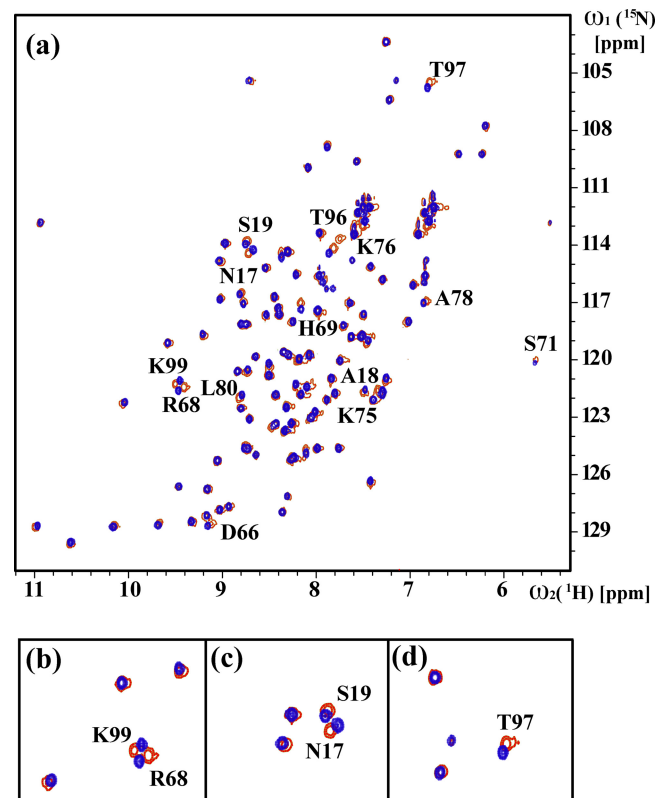 (a)
ω1 (15N)
[ppm]
T97
105
108
111
S19
T96
K76
114
N17
A78
117
H69
S71
K99
120
L80
A18
R68
K75
123
126
D66
129
11 10 9 8 7 6 ω2(1H) [ppm]
(b) (c) (d)
S19
K99
T97
N17
R68